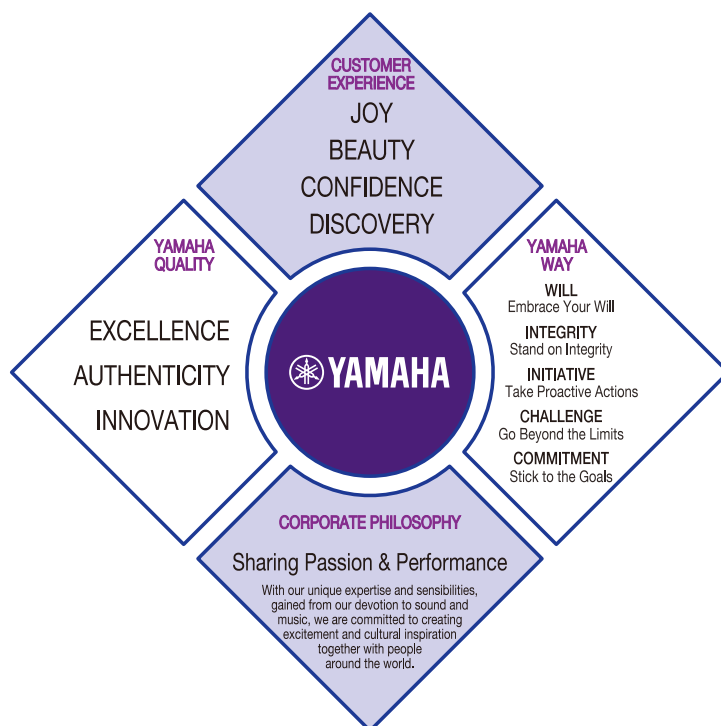 CUSTOMER
EXPERIENCE
JOY
BEAUTY
CONFIDENCE
DISCOVERY
YAMAHA
QUALITY
EXCELLENCE
AUTHENTICITY
INNOVATION
YAMAHA
YAMAHA
WAY
WILL
Embrace Your Will
INTEGRITY
Stand on Integrity
INITIATIVE
Take Proactive Actions
CHALLENGE
Go Beyond the Limits
COMMITMENT
Stick to the Goals
CORPORATE PHILOSOPHY
Sharing Passion & Performance
With our unique expertise and sensibilities,
gained from our devotion to sound and
music, we are committed to creating
excitement and cultural inspiration
together with people
around the world.